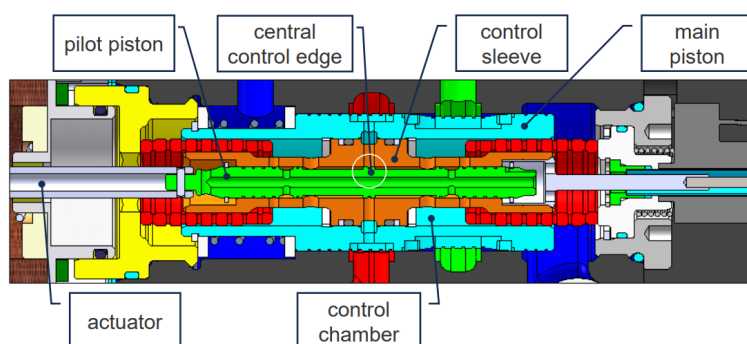 pilot piston
central
control edge
control
sleeve
main
piston
actuator
control
chamber